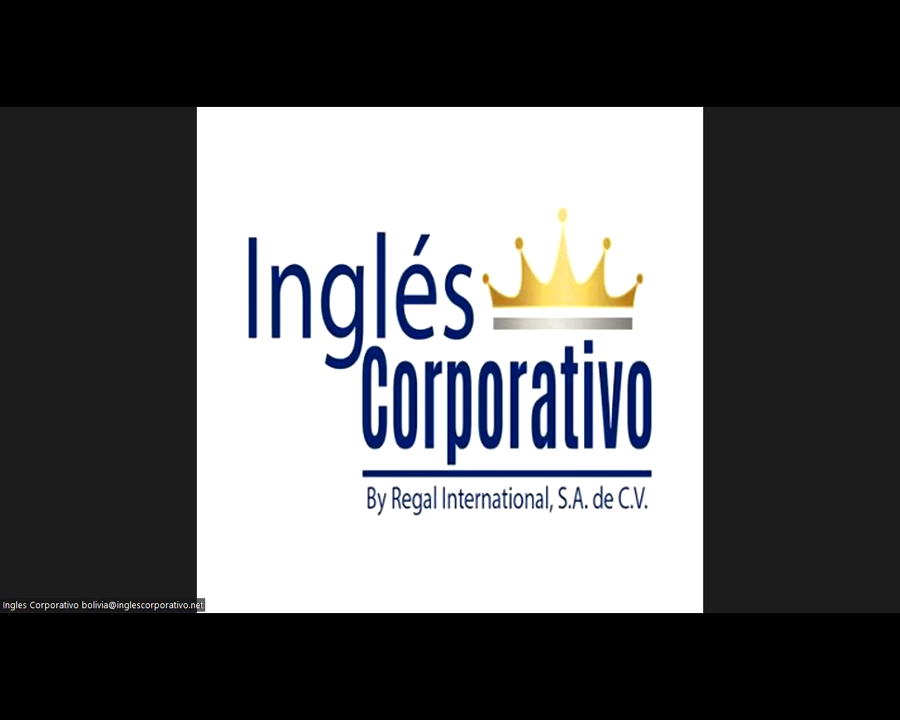 Inglés
Corporativo
By Regal International, S.A. de C.V.
Ingles Corporativo bolivia@inglescorporativo.net